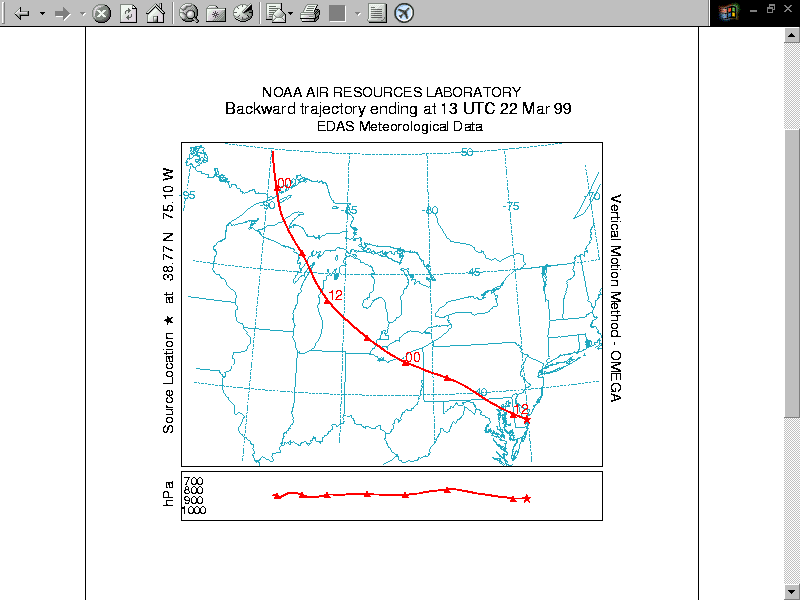 NOAA AIR RESOURCES LABORATORY
Backward trajectory ending at 13 UTC 22 Mar 99
EDAS Meteorological Data
Source Location ★ at 38.77 N 75.10 W
Vertical Motion Method - OMEGA
50
00
-95
-90
-85
-80
-75
-70
45
12
00
40
12
hPa
700
800
900
1000